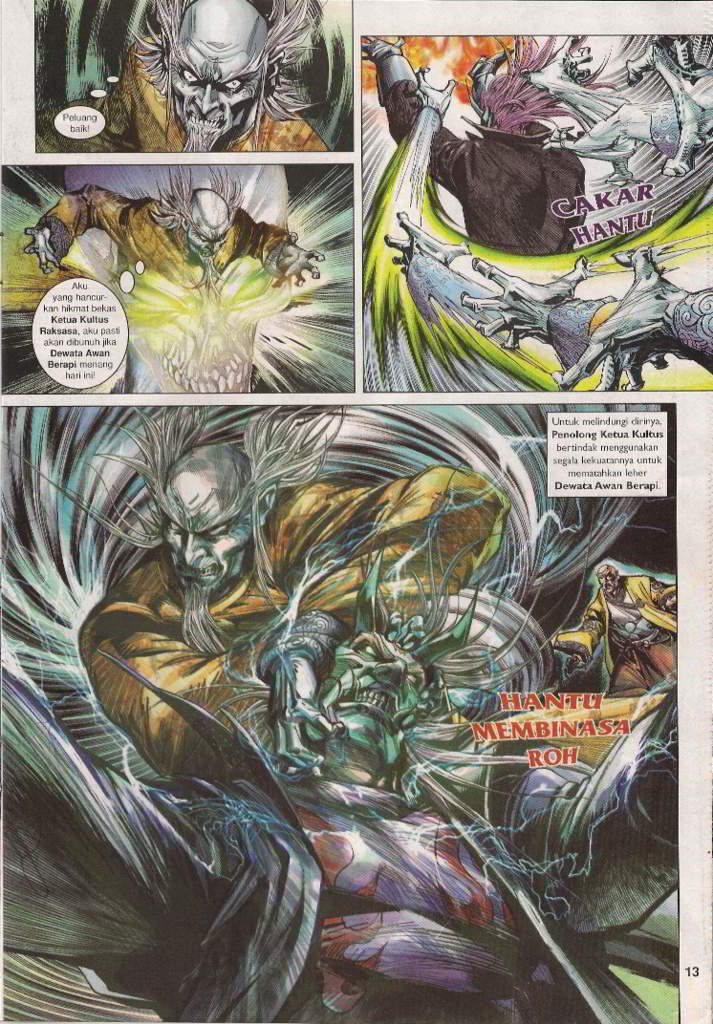 Peluang
baik!
CAKAR
HANTU
Aku
yang hancur-
kan hikmat bekas
Ketua Kultus
Raksasa, aku pasti
akan dibunuh jika
Dewata Awan
Berapi menang
hari ini!
Untuk melindungi dirinya,
Penolong Ketua Kultus
bertindak menggunakan
segala kekuatannya untuk
mematahkan leher
Dewata Awan Berapi.
HANTU
MEMBINASA
ROH
13